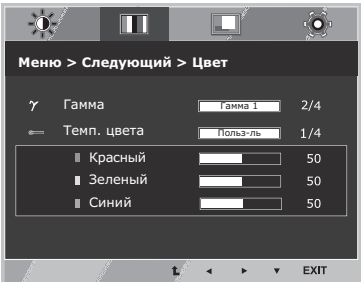 Меню > Следующий > Цвет
γ Гамма Гамма 1 2/4
Темп. цвета Польз-ль 1/4
Красный 50
Зеленый 50
Синий 50
EXIT